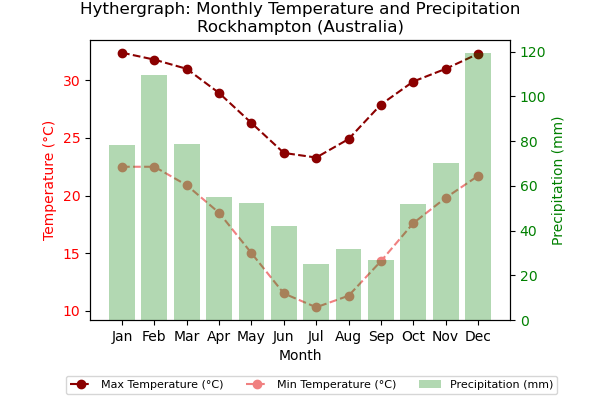 Hythergraph: Monthly Temperature and Precipitation
Rockhampton (Australia)
Temperature (°C)
30
25
20
15
10
Precipitation (mm)
120
100
80
60
40
20
0
Jan Feb Mar Apr May Jun Jul Aug Sep Oct Nov Dec
Month
Max Temperature (°C) Min Temperature (°C) Precipitation (mm)